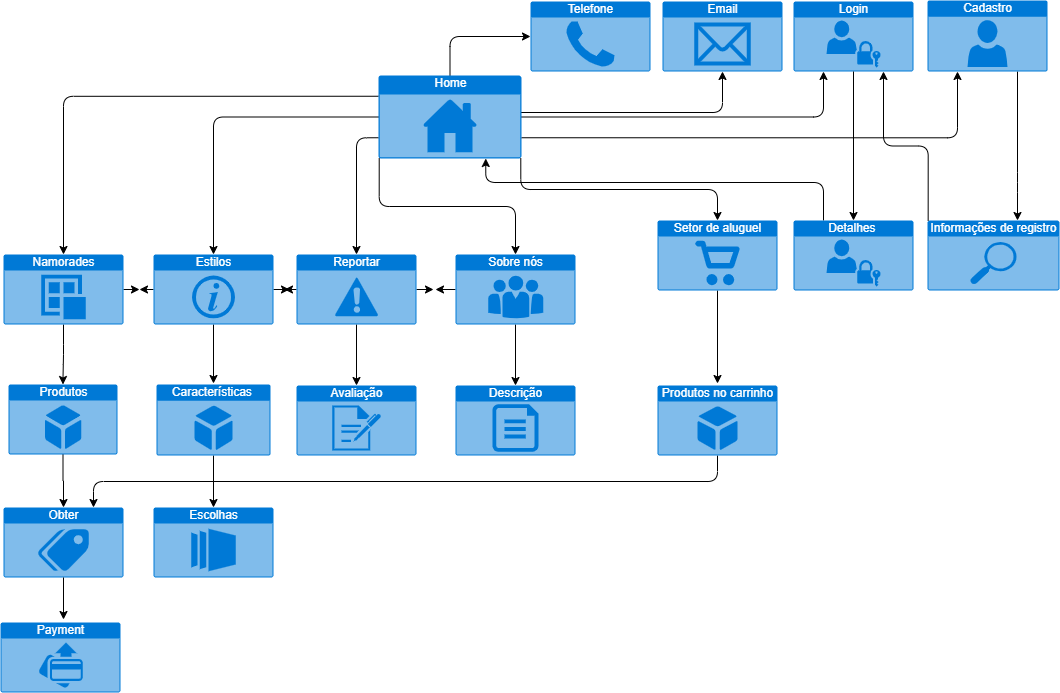 Telefone
Email
Login
Cadastro
Home
Setor de aluguel
Detalhes
Informações de registro
Namorades
Estilos
Reportar
Sobre nós
Produtos
Características
Avaliação
Descrição
Produtos no carrinho
Obter
Escolhas
Payment